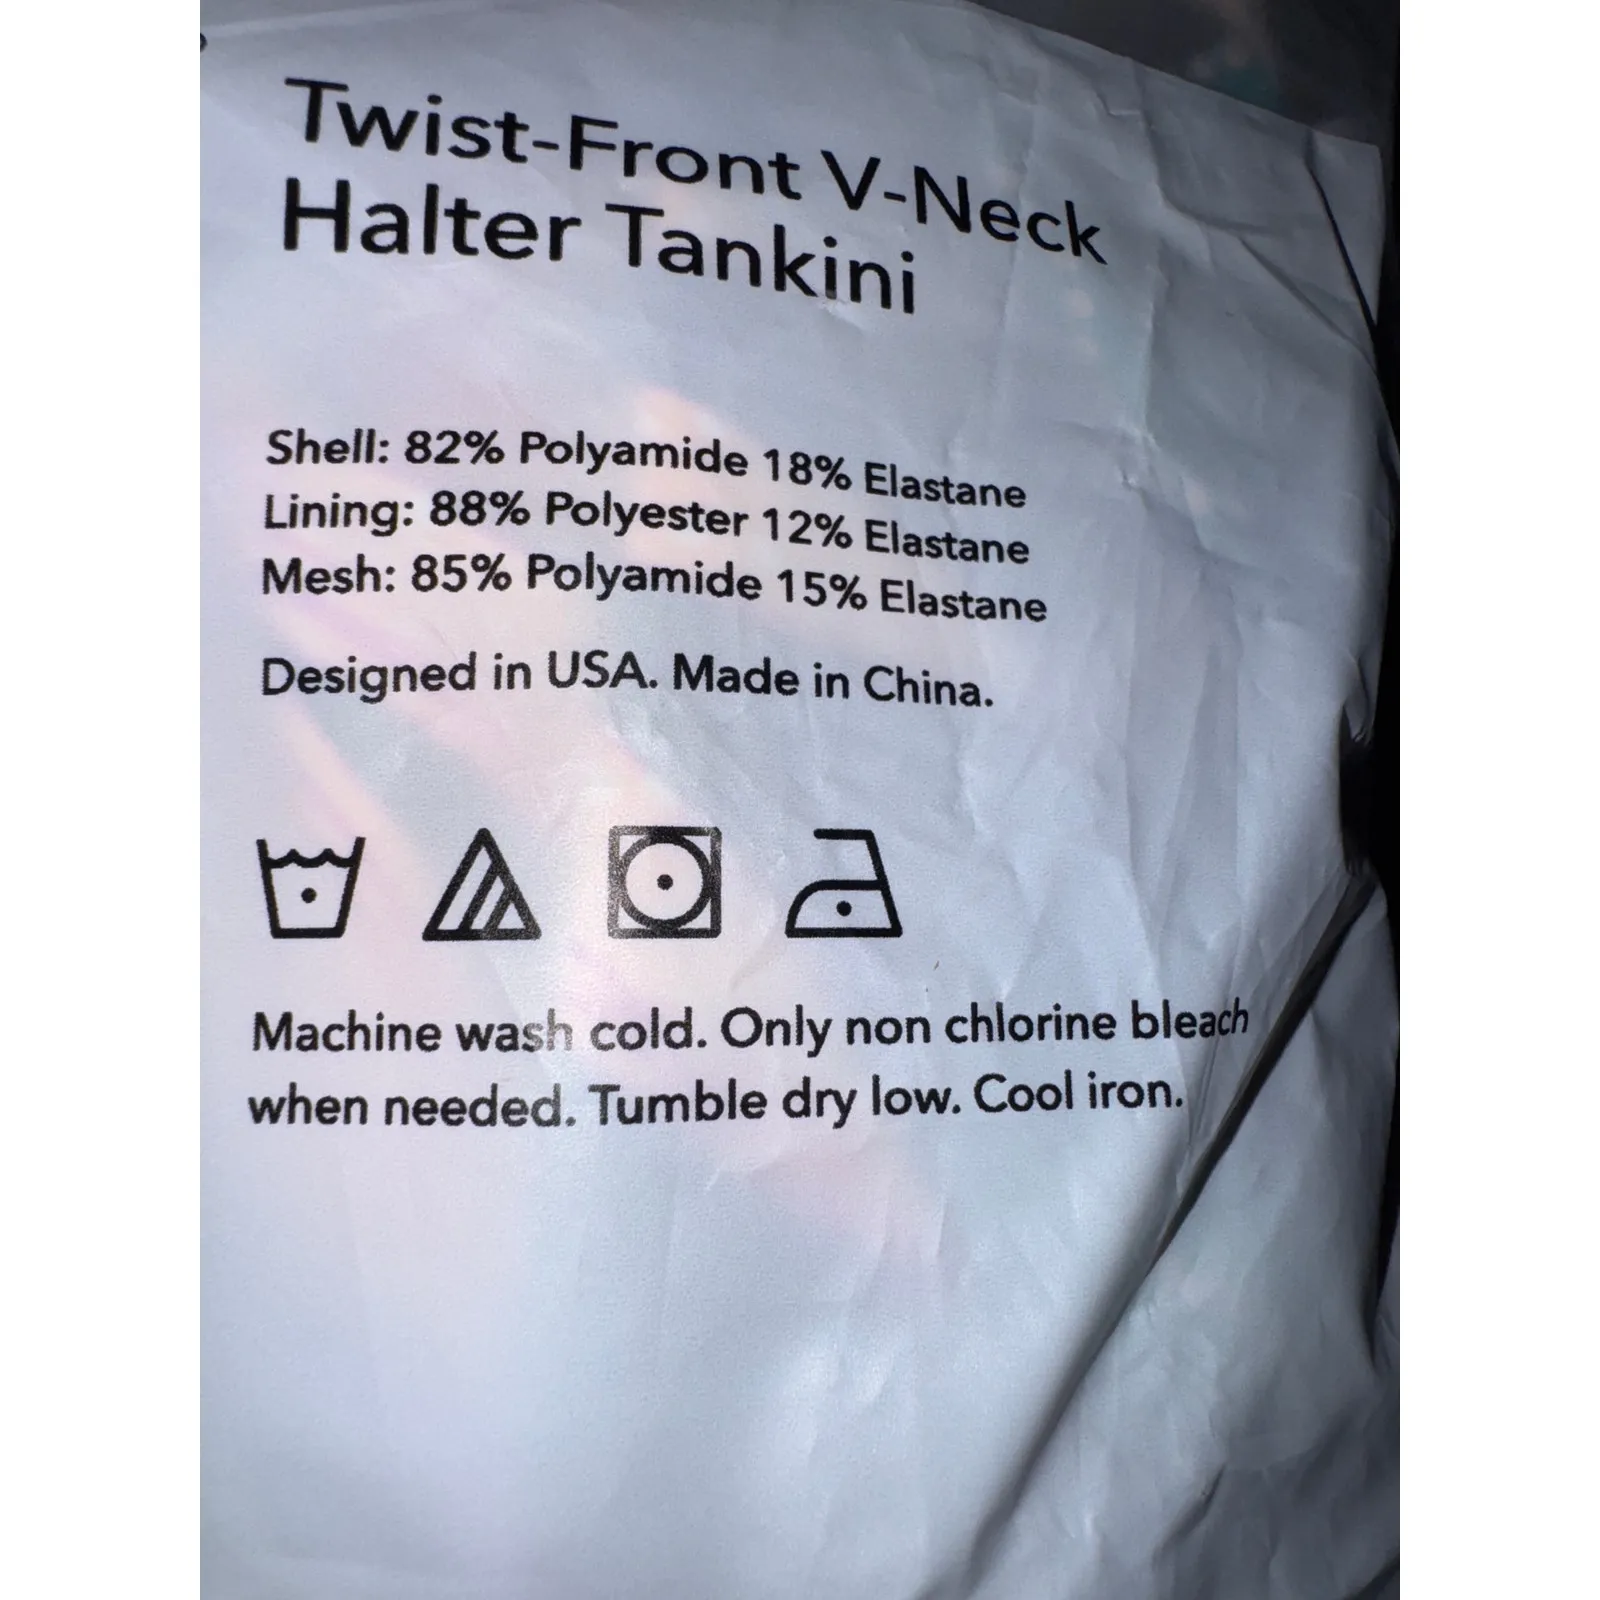 Twist-Front V-Neck
Halter Tankini
Shell: 82% Polyamide 18% Elastane
Lining: 88% Polyester 12% Elastane
Mesh: 85% Polyamide 15% Elastane
Designed in USA. Made in China.
Machine wash cold. Only non chlorine bleach
when needed. Tumble dry low. Cool iron.